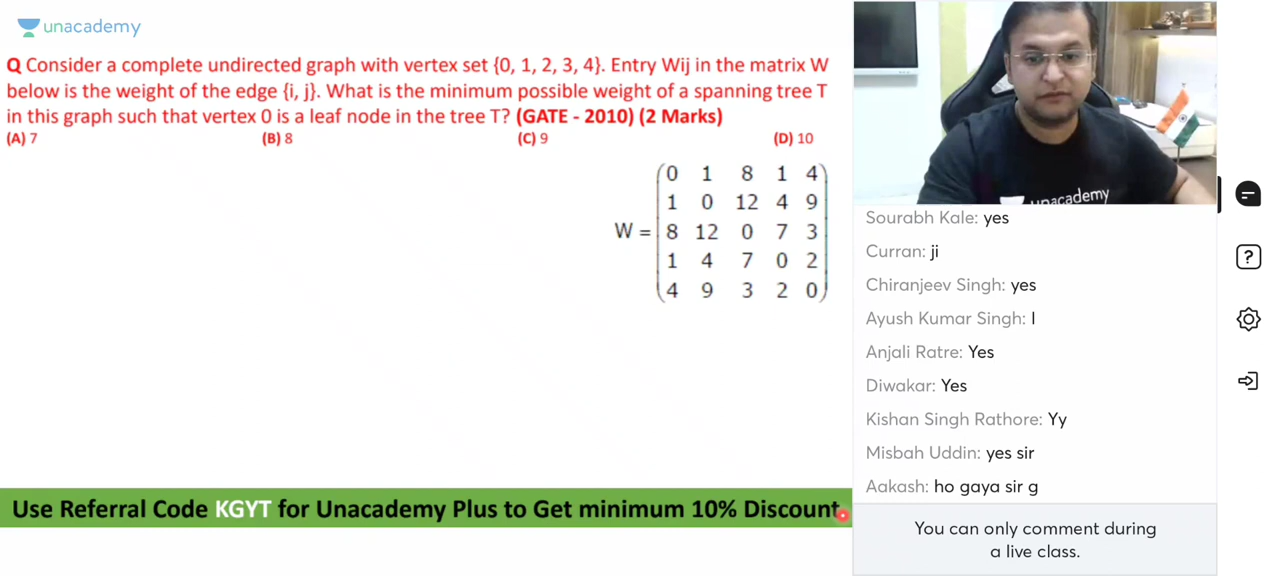 unacademy
Q Consider a complete undirected graph with vertex set {0, 1, 2, 3, 4}. Entry Wij in the matrix W
below is the weight of the edge {i, j}. What is the minimum possible weight of a spanning tree T
in this graph such that vertex 0 is a leaf node in the tree T? (GATE - 2010) (2 Marks)
(A) 7 (B) 8 (C) 9 (D) 10
0 1 8 1 4
1 0 12 4 9
W = 8 12 0 7 3
1 4 7 0 2
4 9 3 2 0
Use Referral Code KGYT for Unacademy Plus to Get minimum 10% Discount
unacademy
Sourabh Kale: yes
Curran: ji
Chiranjeev Singh: yes
Ayush Kumar Singh: I
Anjali Ratre: Yes
Diwakar: Yes
Kishan Singh Rathore: Yy
Misbah Uddin: yes sir
Aakash: ho gaya sir g
You can only comment during
a live class.
?